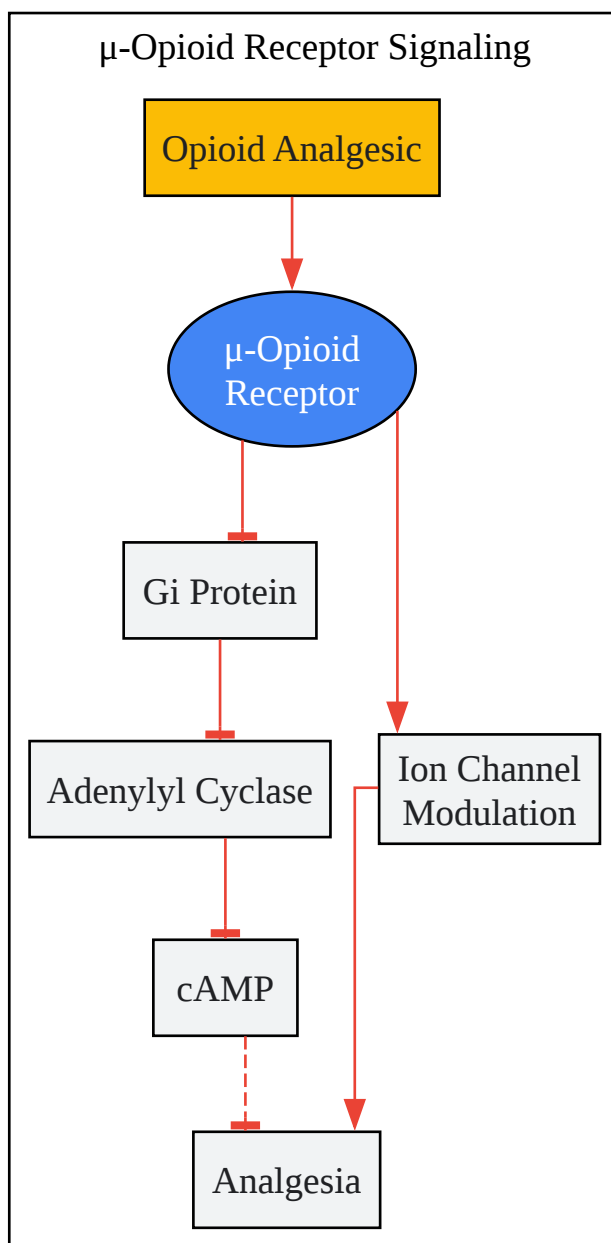 μ-Opioid Receptor Signaling
Opioid Analgesic
μ-Opioid
Receptor
Gi Protein
Adenylyl Cyclase
Ion Channel
Modulation
cAMP
Analgesia